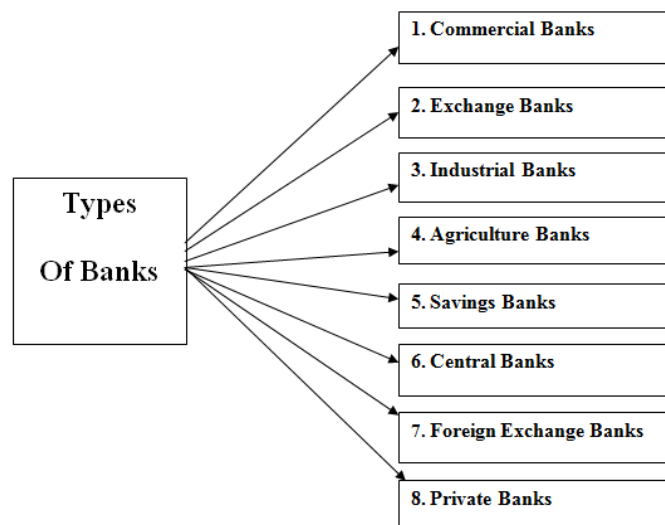 Types
Of Banks
1. Commercial Banks
2. Exchange Banks
3. Industrial Banks
4. Agriculture Banks
5. Savings Banks
6. Central Banks
7. Foreign Exchange Banks
8. Private Banks